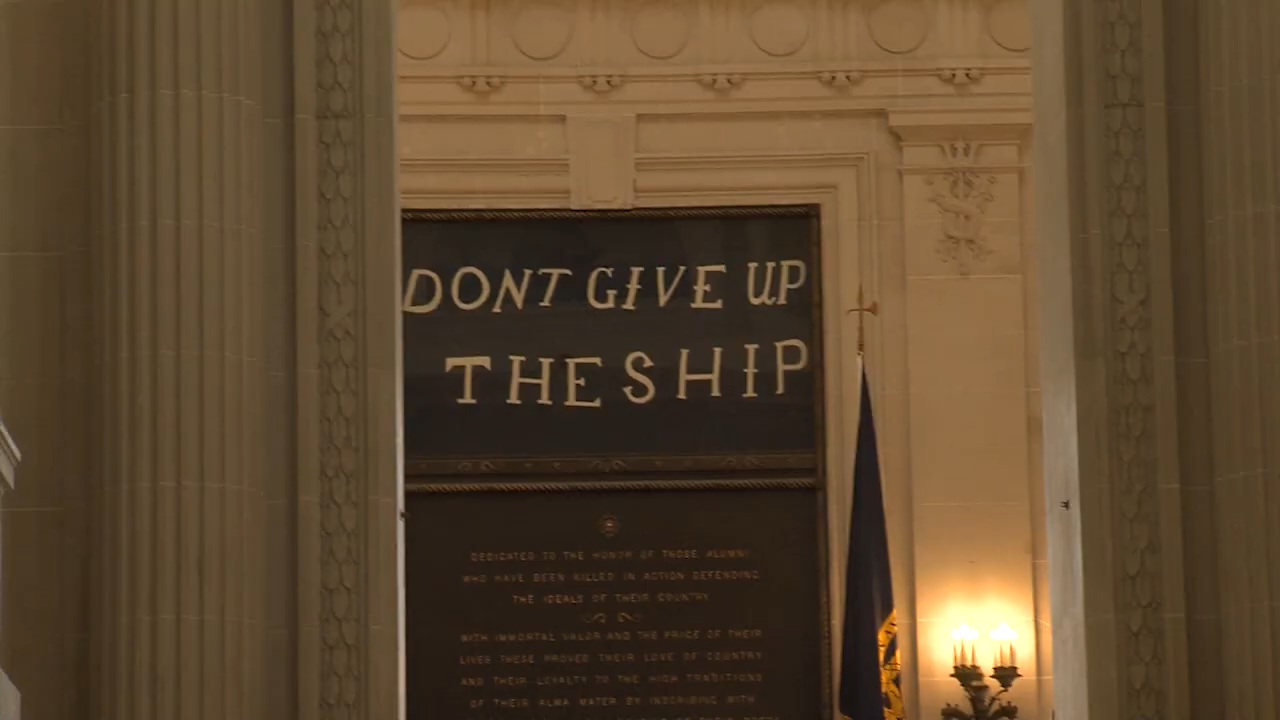 DONT GIVE UP
THE SHIP
DEDICATED TO THE HONOR OF THOSE ALUMNI
WHO HAVE BEEN KILLED IN ACTION DEFENDING
THE IDEALS OF THEIR COUNTRY
WITH IMMORTAL VALOR AND THE PRICE OF THEIR
LIVES THESE PROVED THEIR LOVE OF COUNTRY
AND THEIR LOYALTY TO THE HIGH TRADITIONS
OF THEIR ALMA MATER BY INSCRIBING WITH